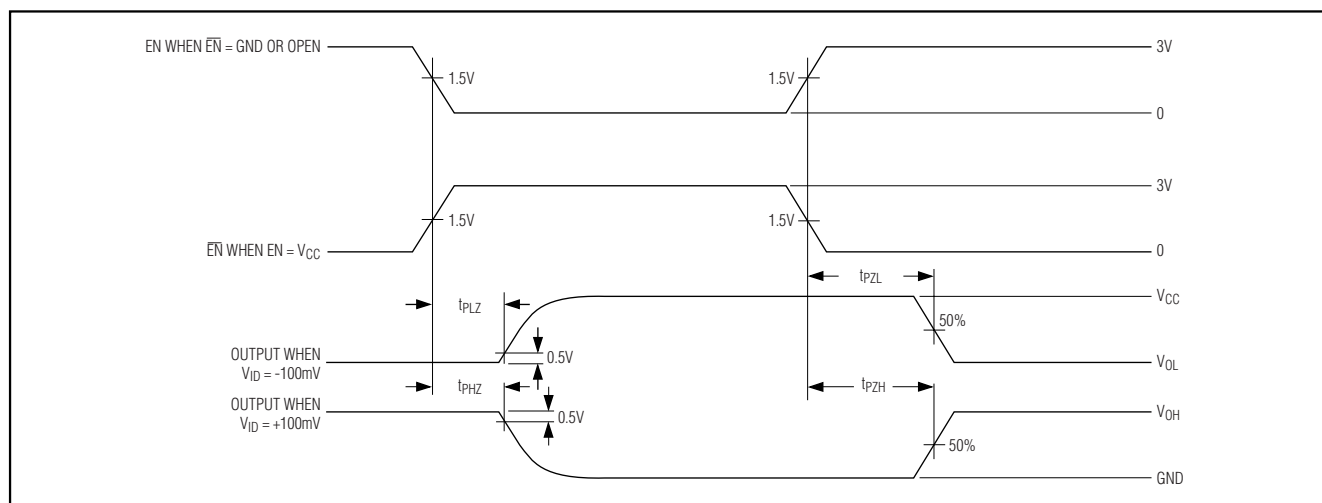 EN WHEN E̅N̅ = GND OR OPEN
3V
1.5V
1.5V
0
3V
1.5V
1.5V
E̅N̅ WHEN EN = VCC
0
tPZL
VCC
tPLZ
50%
OUTPUT WHEN
VID = -100mV
0.5V
VOL
tPHZ
tPZH
OUTPUT WHEN
VID = +100mV
0.5V
VOH
50%
GND